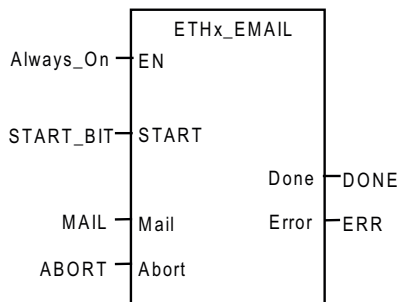 ETHx_EMAIL
Always_On EN
START_BIT START
Done DONE
MAIL Mail Error ERR
ABORT Abort